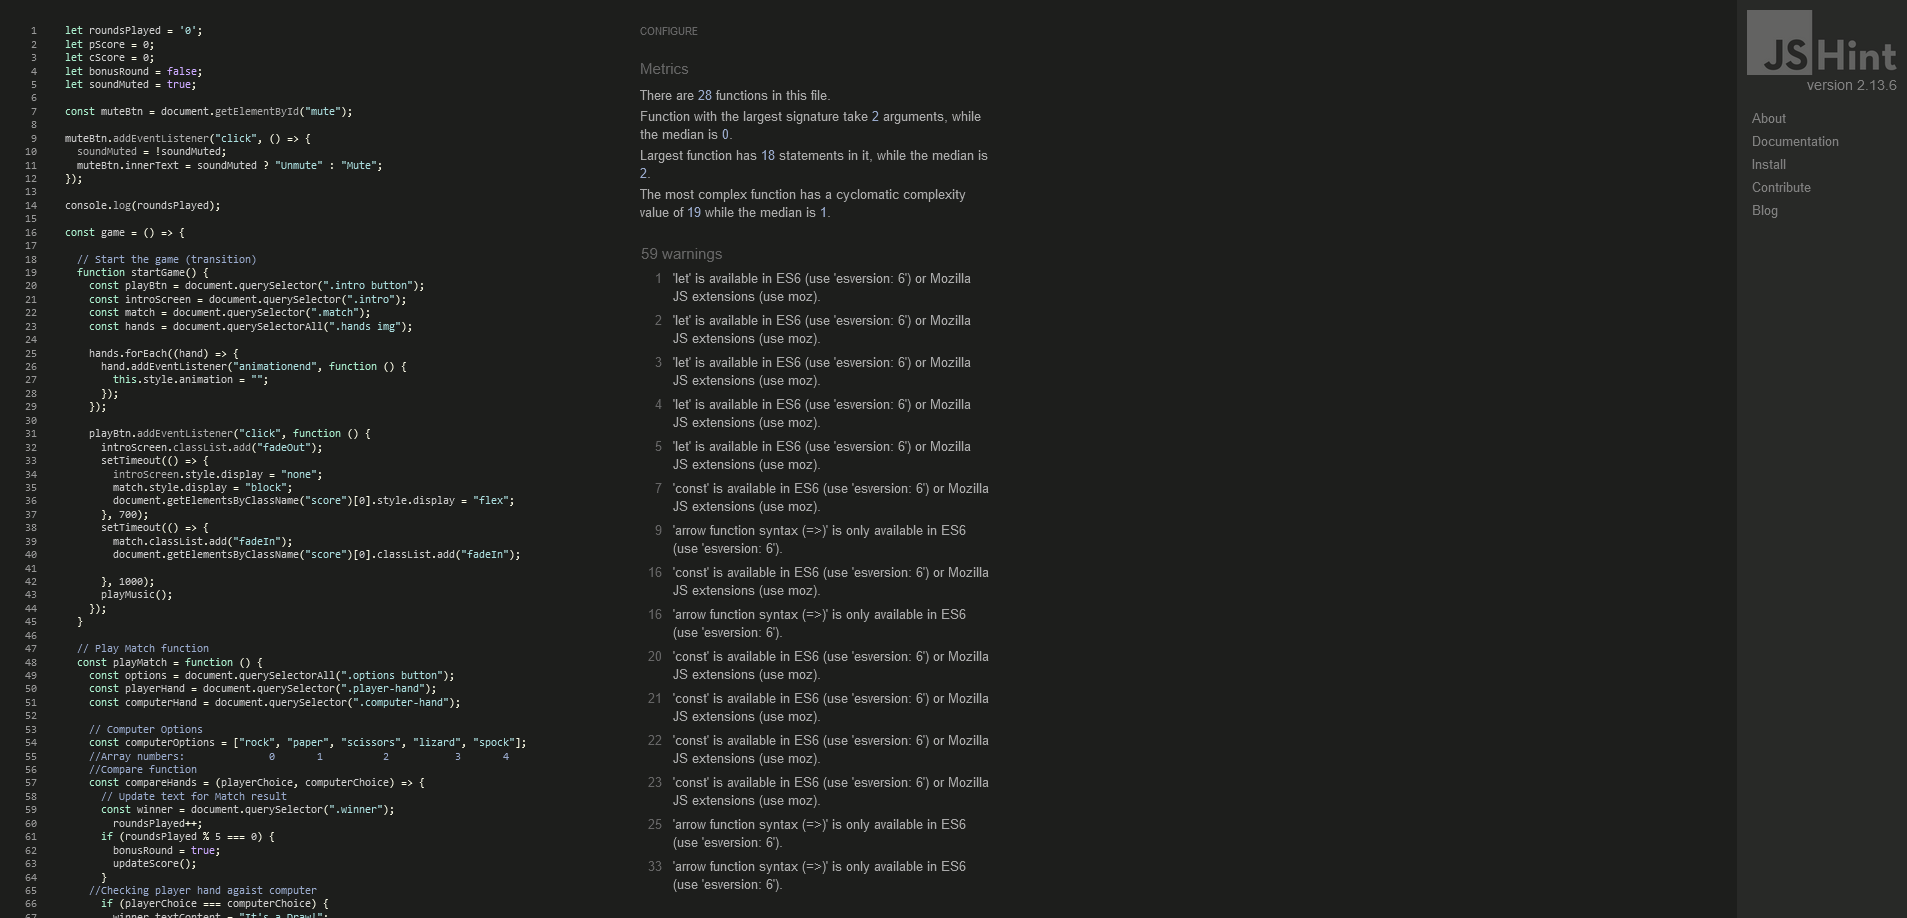 1 let roundsPlayed = '0';
2 let pScore = 0;
3 let cScore = 0;
4 let bonusRound = false;
5 let soundMuted = true;
6
7 const muteBtn = document.getElementById("mute");
8
9 muteBtn.addEventListener("click", () => {
10 soundMuted = !soundMuted;
11 muteBtn.innerText = soundMuted ? "Unmute" : "Mute";
12 });
13
14 console.log(roundsPlayed);
15
16 const game = () => {
17
18 // Start the game (transition)
19 function startGame() {
20 const playBtn = document.querySelector(".intro button");
21 const introScreen = document.querySelector(".intro");
22 const match = document.querySelector(".match");
23 const hands = document.querySelectorAll(".hands img");
24
25 hands.forEach((hand) => {
26 hand.addEventListener("animationend", function () {
27 this.style.animation = "";
28 });
29 });
30
31 playBtn.addEventListener("click", function () {
32 introScreen.classList.add("fadeOut");
33 setTimeout(() => {
34 introScreen.style.display = "none";
35 match.style.display = "block";
36 document.getElementsByClassName("score")[0].style.display = "flex";
37 }, 700);
38 setTimeout(() => {
39 match.classList.add("fadeIn");
40 document.getElementsByClassName("score")[0].classList.add("fadeIn");
41
42 }, 1000);
43 playMusic();
44 });
45 }
46
47 // Play Match function
48 const playMatch = function () {
49 const options = document.querySelectorAll(".options button");
50 const playerHand = document.querySelector(".player-hand");
51 const computerHand = document.querySelector(".computer-hand");
52
53 // Computer Options
54 const computerOptions = ["rock", "paper", "scissors", "lizard", "spock"];
55 //Array numbers: 0 1 2 3 4
56 //Compare function
57 const compareHands = (playerChoice, computerChoice) => {
58 // Update text for Match result
59 const winner = document.querySelector(".winner");
60 roundsPlayed++;
61 if (roundsPlayed % 5 === 0) {
62 bonusRound = true;
63 updateScore();
64 }
65 //Checking player hand agaist computer
66 if (playerChoice === computerChoice) {
67 winner.textContent = "It's a Draw!";
CONFIGURE
Metrics
There are 28 functions in this file.
Function with the largest signature take 2 arguments, while
the median is 0.
Largest function has 18 statements in it, while the median is
2.
The most complex function has a cyclomatic complexity
value of 19 while the median is 1.
59 warnings
1 'let' is available in ES6 (use 'esversion: 6') or Mozilla
JS extensions (use moz).
2 'let' is available in ES6 (use 'esversion: 6') or Mozilla
JS extensions (use moz).
3 'let' is available in ES6 (use 'esversion: 6') or Mozilla
JS extensions (use moz).
4 'let' is available in ES6 (use 'esversion: 6') or Mozilla
JS extensions (use moz).
5 'let' is available in ES6 (use 'esversion: 6') or Mozilla
JS extensions (use moz).
7 'const' is available in ES6 (use 'esversion: 6') or Mozilla
JS extensions (use moz).
9 'arrow function syntax (=>)' is only available in ES6
(use 'esversion: 6').
16 'const' is available in ES6 (use 'esversion: 6') or Mozilla
JS extensions (use moz).
16 'arrow function syntax (=>)' is only available in ES6
(use 'esversion: 6').
20 'const' is available in ES6 (use 'esversion: 6') or Mozilla
JS extensions (use moz).
21 'const' is available in ES6 (use 'esversion: 6') or Mozilla
JS extensions (use moz).
22 'const' is available in ES6 (use 'esversion: 6') or Mozilla
JS extensions (use moz).
23 'const' is available in ES6 (use 'esversion: 6') or Mozilla
JS extensions (use moz).
25 'arrow function syntax (=>)' is only available in ES6
(use 'esversion: 6').
33 'arrow function syntax (=>)' is only available in ES6
(use 'esversion: 6').
JSHint
version 2.13.6
About
Documentation
Install
Contribute
Blog